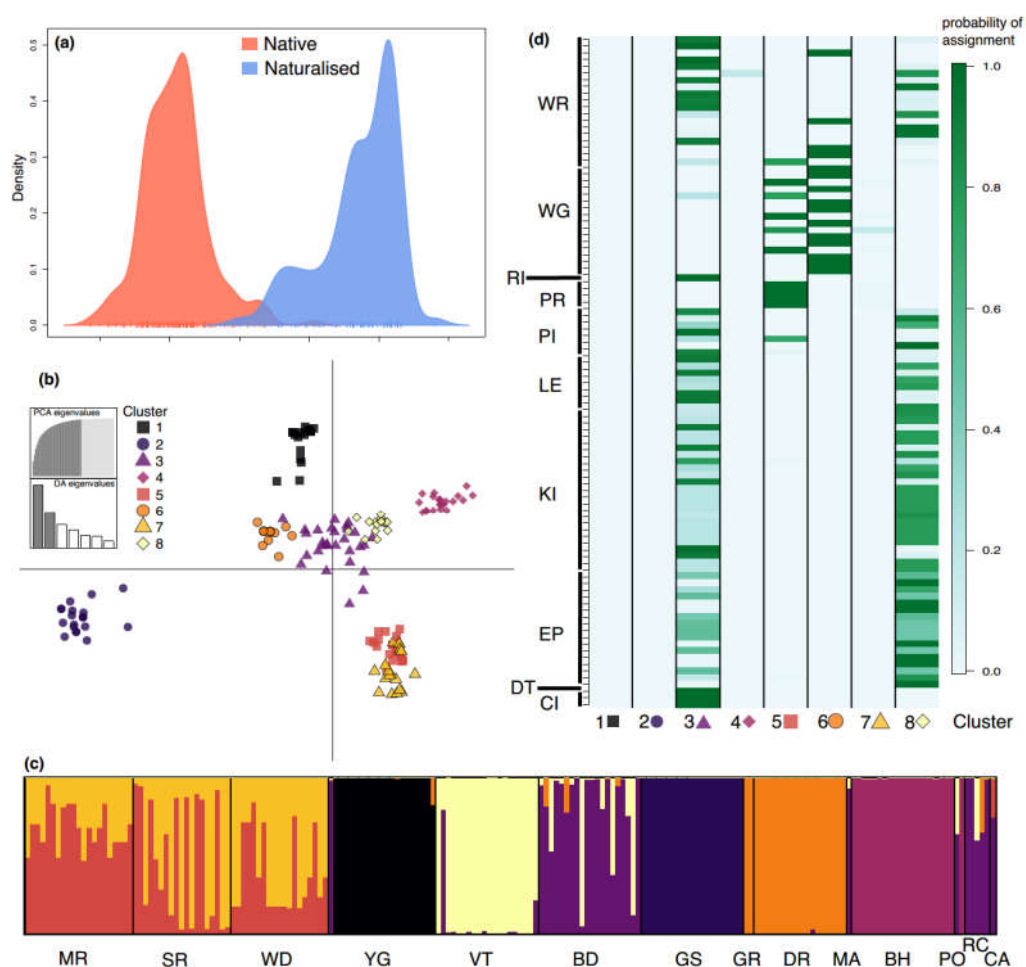 (a)
Native
Naturalised
Density
0.0
0.1
0.2
0.3
0.4
0.5
(b)
PCA eigenvalues
DA eigenvalues
Cluster
1
2
3
4
5
6
7
8
(d)
probability of
assignment
1.0
0.8
0.6
0.4
0.2
0.0
WR
WG
RI
PR
PI
LE
KI
EP
DT
CI
1 2 3 4 5 6 7 8 Cluster
(c)
MR SR WD YG VT BD GS GR DR MA BH PO RC CA